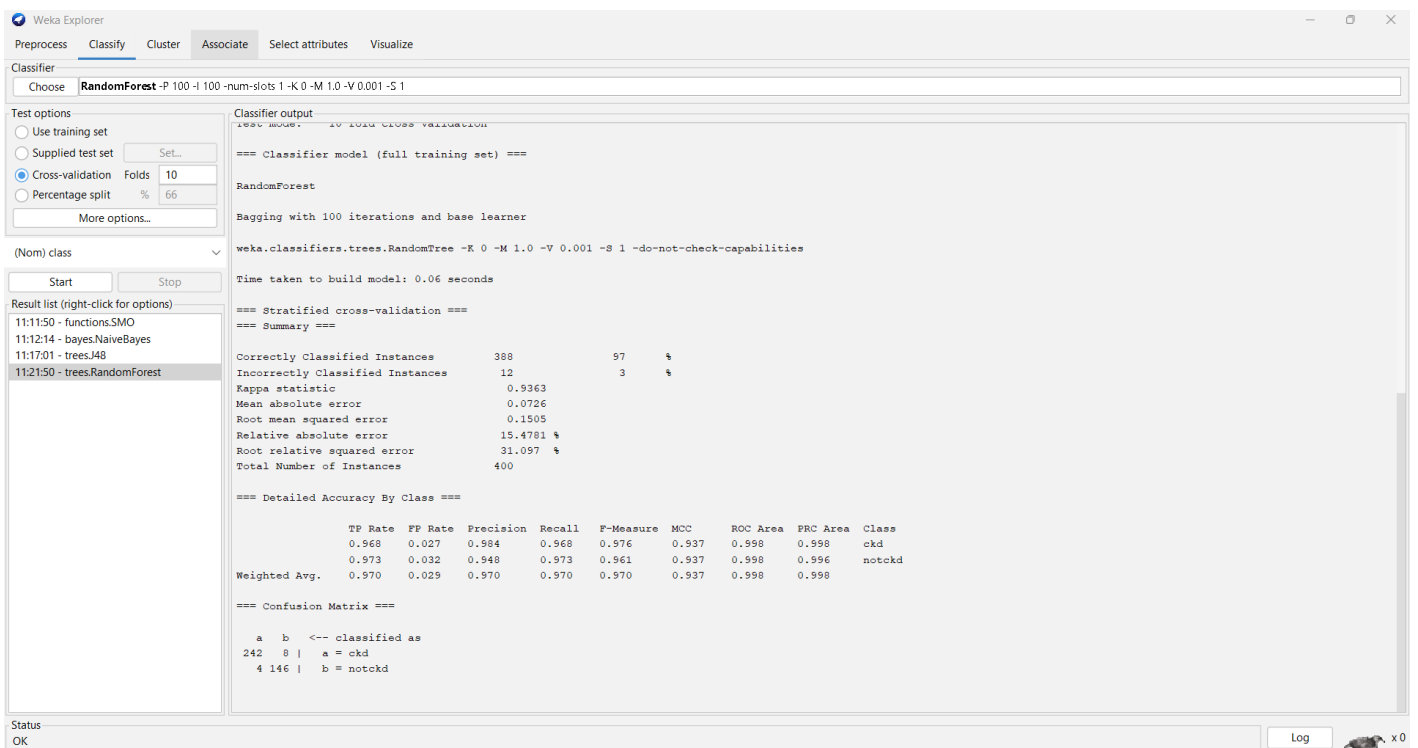 Weka Explorer
Preprocess Classify Cluster Associate Select attributes Visualize
Classifier
Choose RandomForest -P 100 -I 100 -num-slots 1 -K 0 -M 1.0 -V 0.001 -S 1
Test options
Use training set
Supplied test set Set...
Cross-validation Folds 10
Percentage split % 66
More options...
(Nom) class
Start Stop
Result list (right-click for options)
11:11:50 - functions.SMO
11:12:14 - bayes.NaiveBayes
11:17:01 - trees.J48
11:21:50 - trees.RandomForest
Classifier output
Test mode: 10-fold cross-validation
=== Classifier model (full training set) ===
RandomForest
Bagging with 100 iterations and base learner
weka.classifiers.trees.RandomTree -K 0 -M 1.0 -V 0.001 -S 1 -do-not-check-capabilities
Time taken to build model: 0.06 seconds
=== Stratified cross-validation ===
=== Summary ===
Correctly Classified Instances 388 97 %
Incorrectly Classified Instances 12 3 %
Kappa statistic 0.9363
Mean absolute error 0.0726
Root mean squared error 0.1505
Relative absolute error 15.4781 %
Root relative squared error 31.097 %
Total Number of Instances 400
=== Detailed Accuracy By Class ===
TP Rate FP Rate Precision Recall F-Measure MCC ROC Area PRC Area Class
0.968 0.027 0.984 0.968 0.976 0.937 0.998 0.998 ckd
0.973 0.032 0.948 0.973 0.961 0.937 0.998 0.996 notckd
Weighted Avg. 0.970 0.029 0.970 0.970 0.970 0.937 0.998 0.998
=== Confusion Matrix ===
a b <-- classified as
242 8 | a = ckd
4 146 | b = notckd
Status
OK
Log x 0